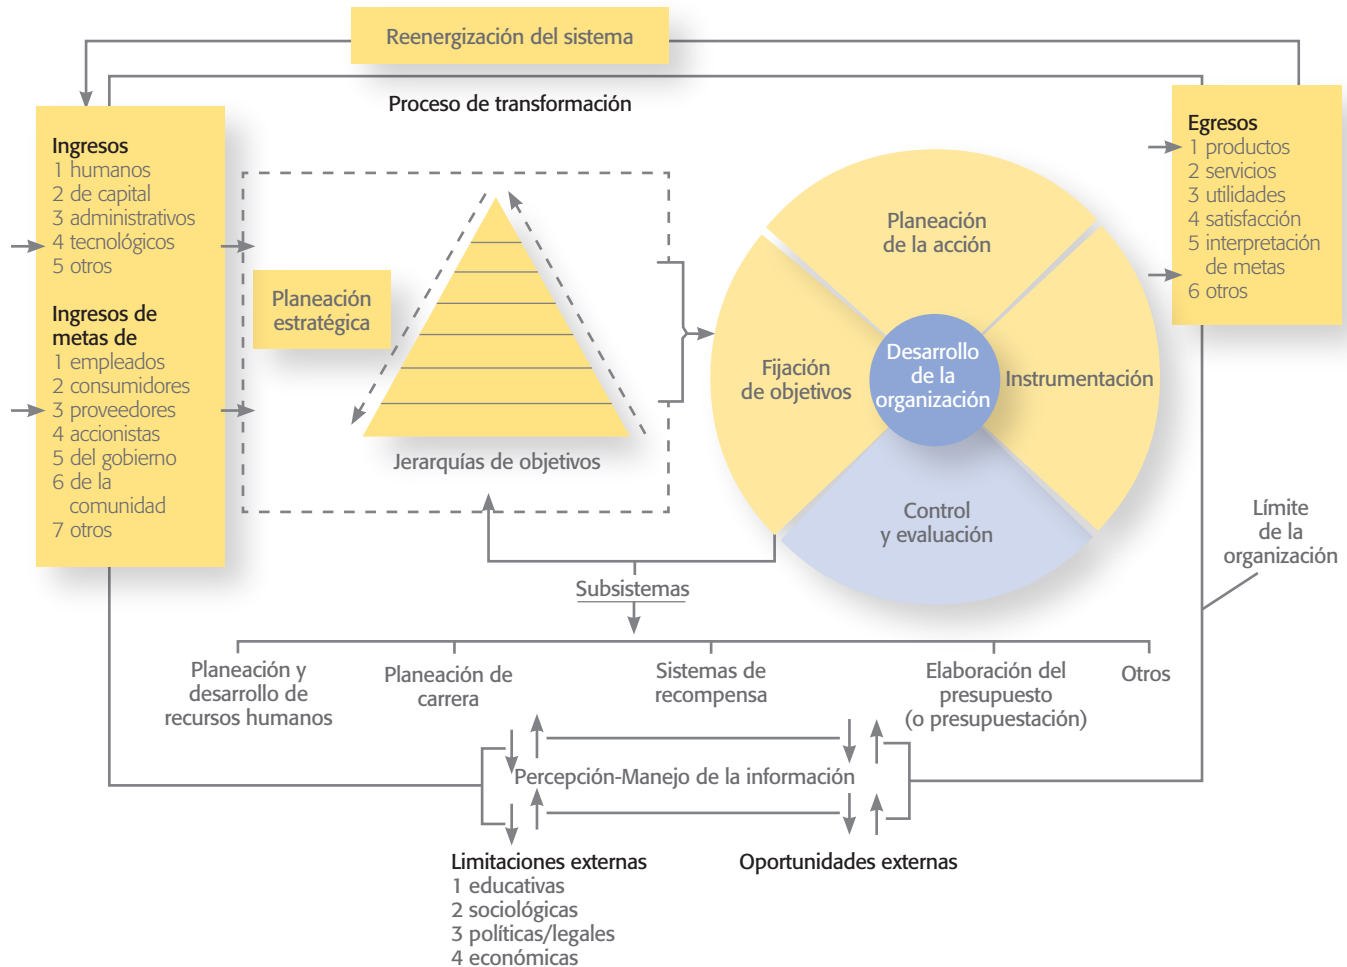 Reenergización del sistema
Proceso de transformación
Ingresos
1 humanos
2 de capital
3 administrativos
4 tecnológicos
5 otros
Ingresos de
metas de
1 empleados
2 consumidores
3 proveedores
4 accionistas
5 del gobierno
6 de la
comunidad
7 otros
Planeación
estratégica
Jerarquías de objetivos
Planeación
de la acción
Fijación
de objetivos
Desarrollo
de la
organización
Instrumentación
Control
y evaluación
Egresos
1 productos
2 servicios
3 utilidades
4 satisfacción
5 interpretación
de metas
6 otros
Límite
de la
organización
Subsistemas
Planeación y
desarrollo de
recursos humanos
Planeación de
carrera
Sistemas de
recompensa
Elaboración del
presupuesto
(o presupuestación)
Otros
Percepción-Manejo de la información
Limitaciones externas
1 educativas
2 sociológicas
3 políticas/legales
4 económicas
Oportunidades externas